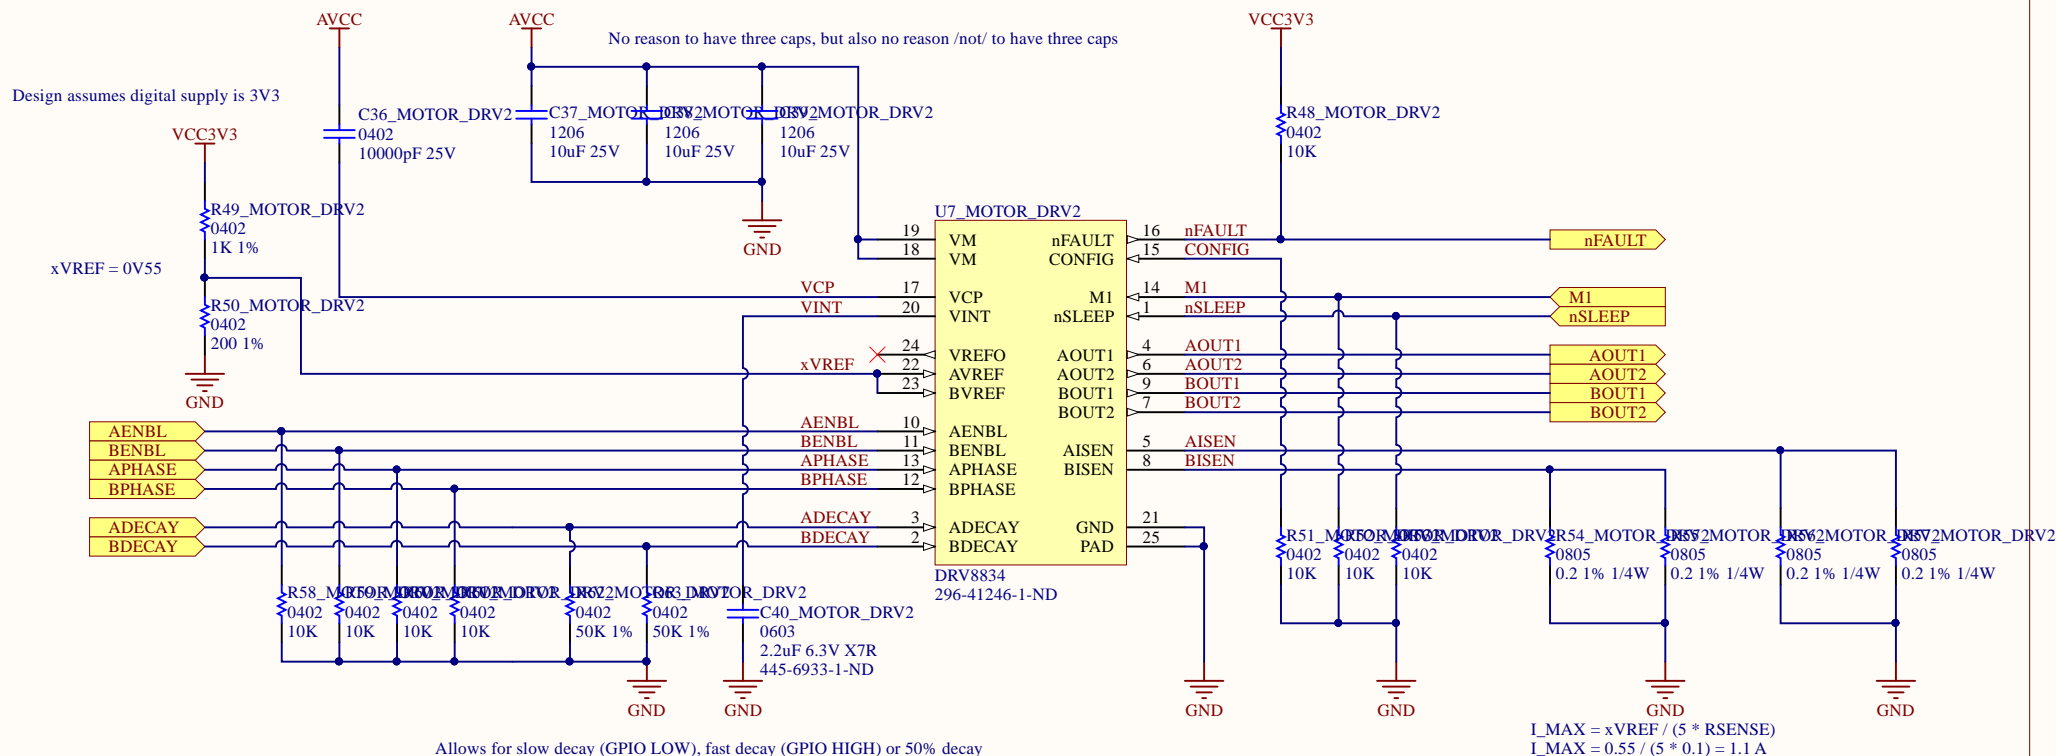 AVCC
AVCC
VCC3V3
No reason to have three caps, but also no reason /not/ to have three caps
Design assumes digital supply is 3V3
VCC3V3
C36_MOTOR_DRV2
0402
10000pF 25V
C37_MOTOR_DRV2
1206
10uF 25V
1206
10uF 25V
1206
10uF 25V
GND
R48_MOTOR_DRV2
0402
10K
R49_MOTOR_DRV2
0402
1K 1%
xVREF = 0V55
R50_MOTOR_DRV2
0402
200 1%
GND
U7_MOTOR_DRV2
19 VM
18 VM
VCP 17 VCP
VINT 20 VINT
24 VREFO
xVREF 22 AVREF
23 BVREF
AENBL AENBL 10 AENBL
BENBL BENBL 11 BENBL
APHASE APHASE 13 APHASE
BPHASE BPHASE 12 BPHASE
ADECAY ADECAY 3 ADECAY
BDECAY BDECAY 2 BDECAY
nFAULT 16 nFAULT nFAULT
CONFIG 15 CONFIG
M1 14 M1 M1
nSLEEP 1 nSLEEP nSLEEP
AOUT1 4 AOUT1 AOUT1
AOUT2 6 AOUT2 AOUT2
BOUT1 9 BOUT1 BOUT1
BOUT2 7 BOUT2 BOUT2
AISEN 5 AISEN
BISEN 8 BISEN
GND 21
PAD 25
DRV8834
296-41246-1-ND
0402
10K
0402
10K
0402
10K
0402
10K
0402
50K 1%
0402
50K 1%
C40_MOTOR_DRV2
0603
2.2uF 6.3V X7R
445-6933-1-ND
0402
10K
0402
10K
0402
10K
0805
0.2 1% 1/4W
0805
0.2 1% 1/4W
0805
0.2 1% 1/4W
0805
0.2 1% 1/4W
GND
GND
GND
GND
GND
GND
I_MAX = xVREF / (5 * RSENSE)
I_MAX = 0.55 / (5 * 0.1) = 1.1 A
Allows for slow decay (GPIO LOW), fast decay (GPIO HIGH) or 50% decay